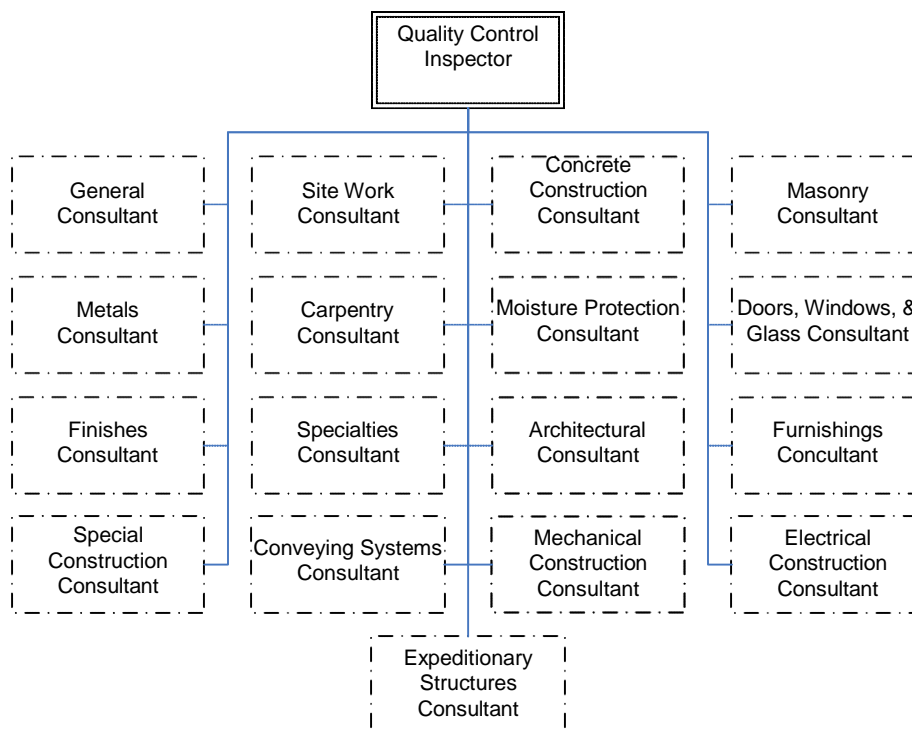 Quality Control
Inspector
General
Consultant
Site Work
Consultant
Concrete
Construction
Consultant
Masonry
Consultant
Metals
Consultant
Carpentry
Consultant
Moisture Protection
Consultant
Doors, Windows, &
Glass Consultant
Finishes
Consultant
Specialties
Consultant
Architectural
Consultant
Furnishings
Concultant
Special
Construction
Consultant
Conveying Systems
Consultant
Mechanical
Construction
Consultant
Electrical
Construction
Consultant
Expeditionary
Structures
Consultant